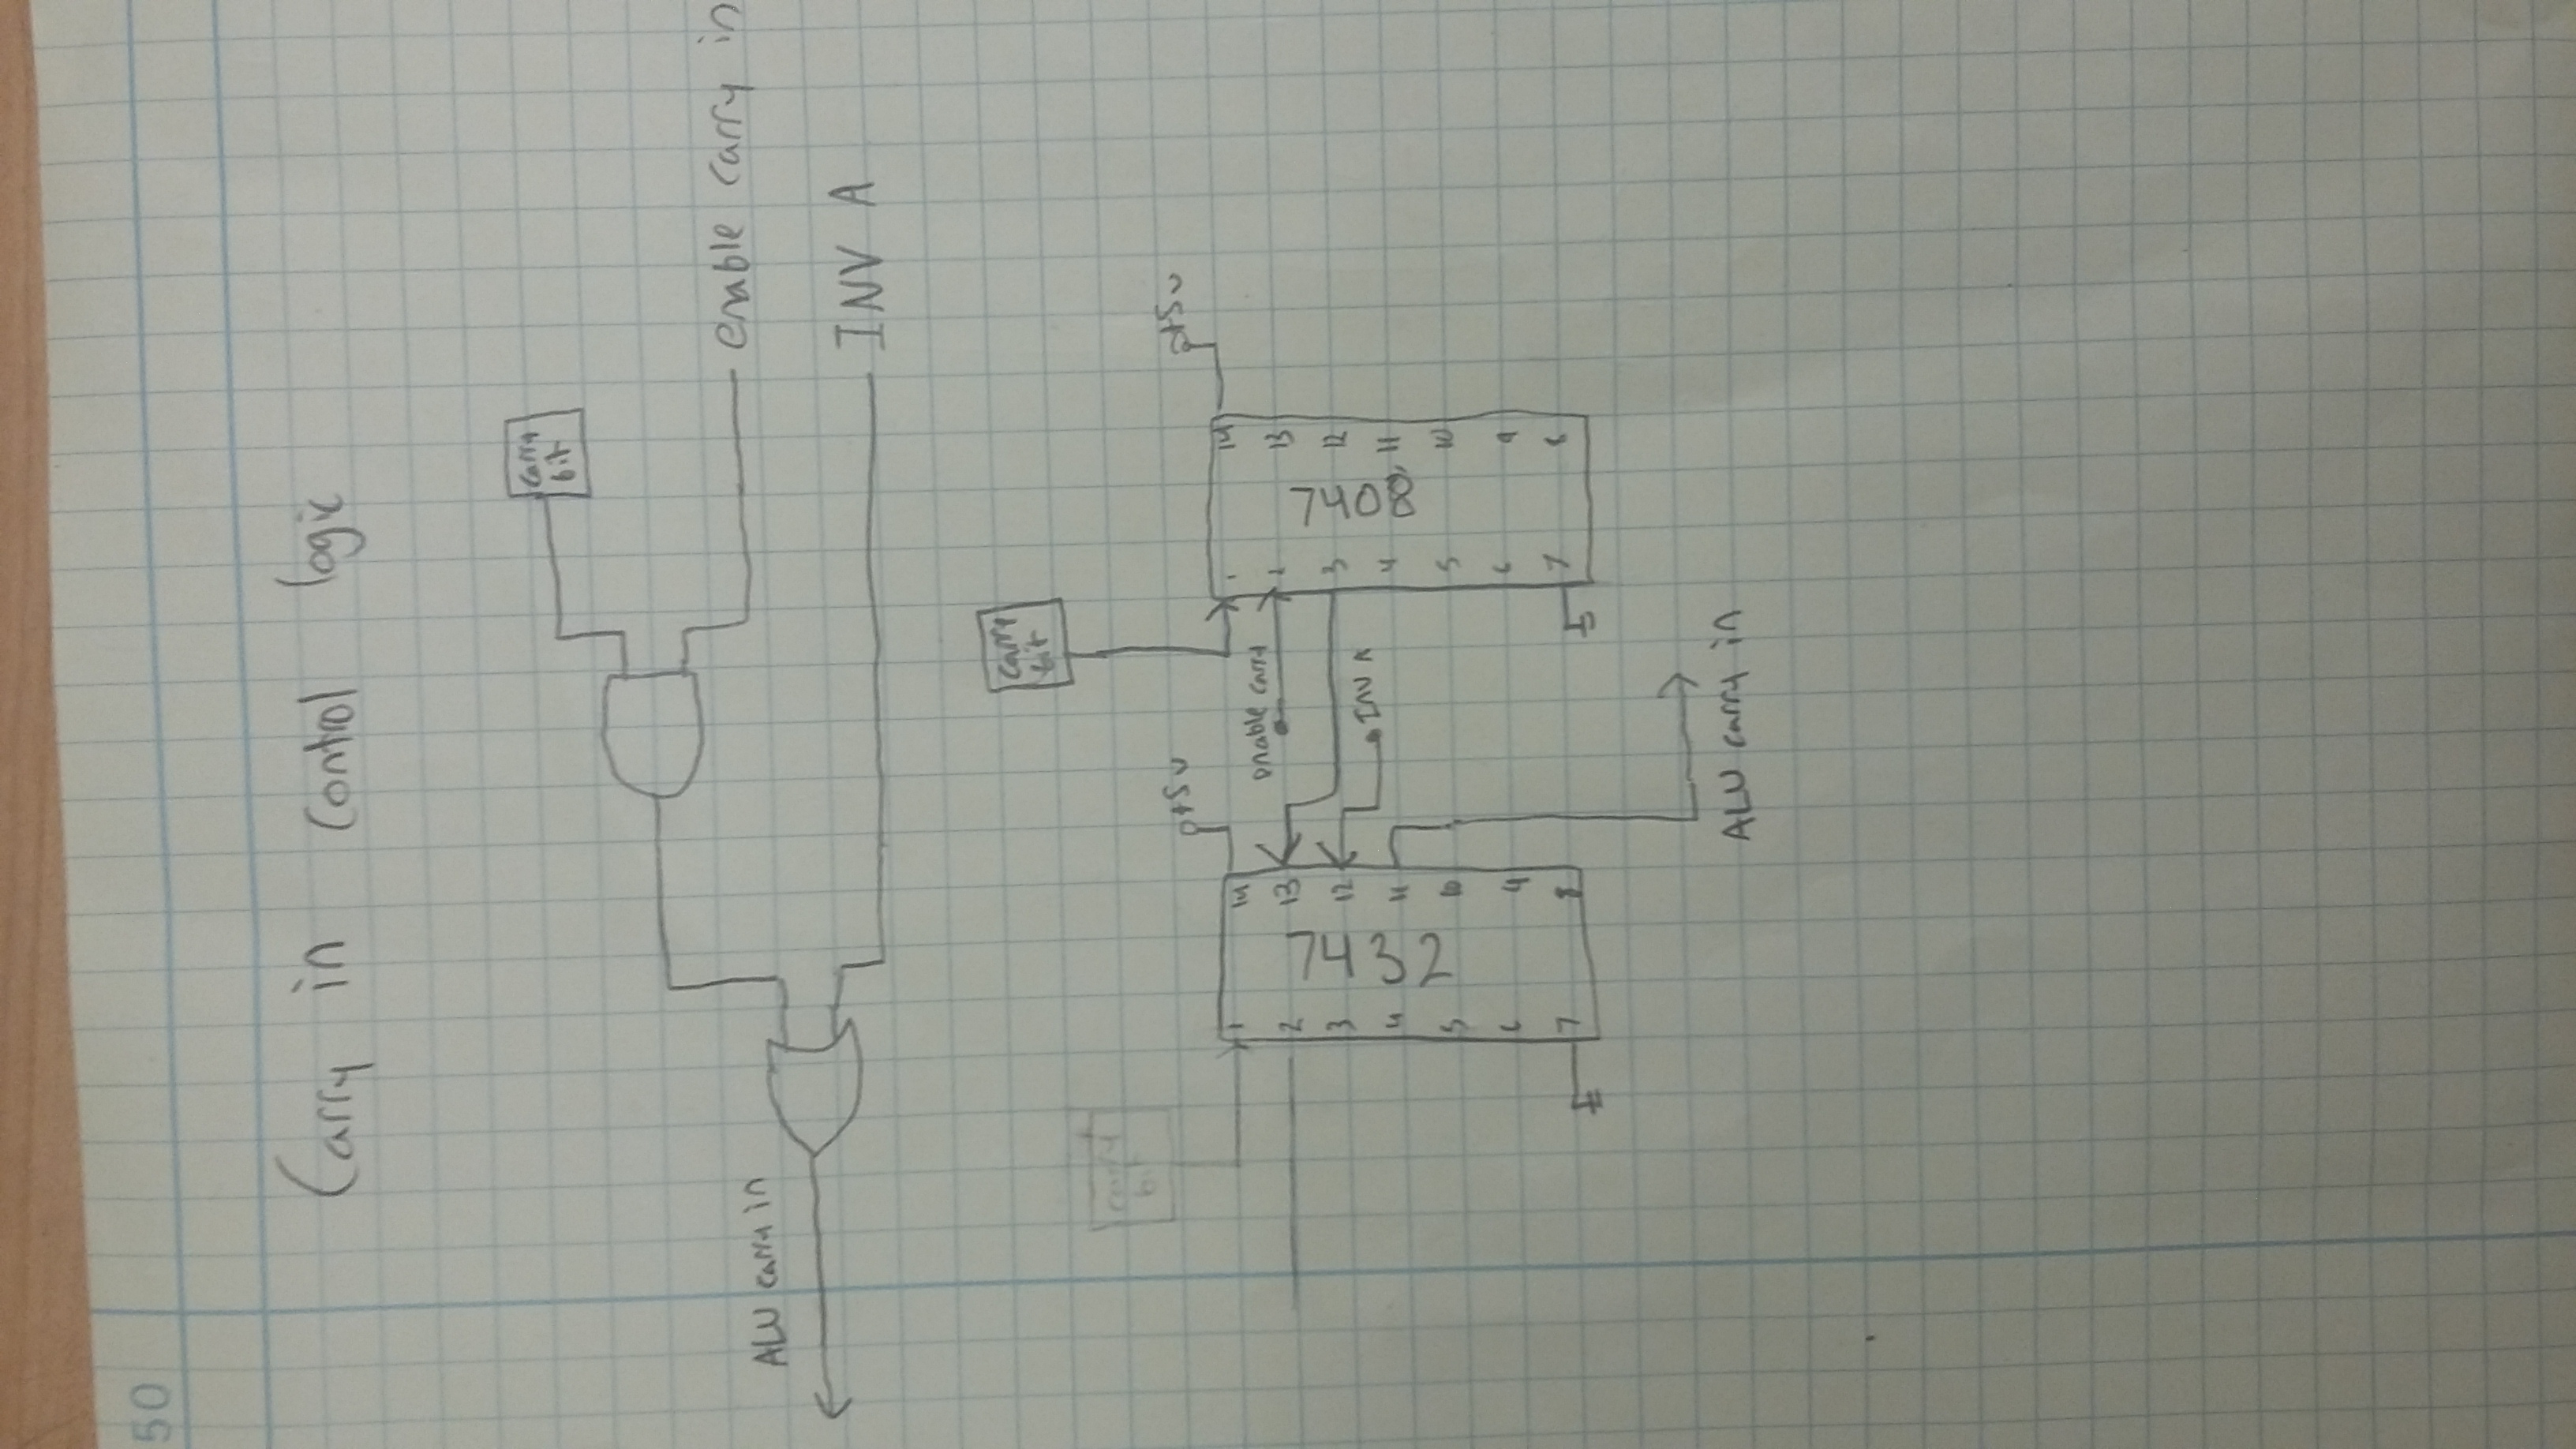 50
Carry in control logic
carry
bit
enable carry in
ALU carry in
INV A
carry
bit
carry
bit
+5v
+5v
1 14
enable carry
1 14
2 13
2 13
3 12
3 12
INV A
4 11
4 11
5 10
5 10
6 9
6 9
7 8
7 8
7432
7408
ALU carry in